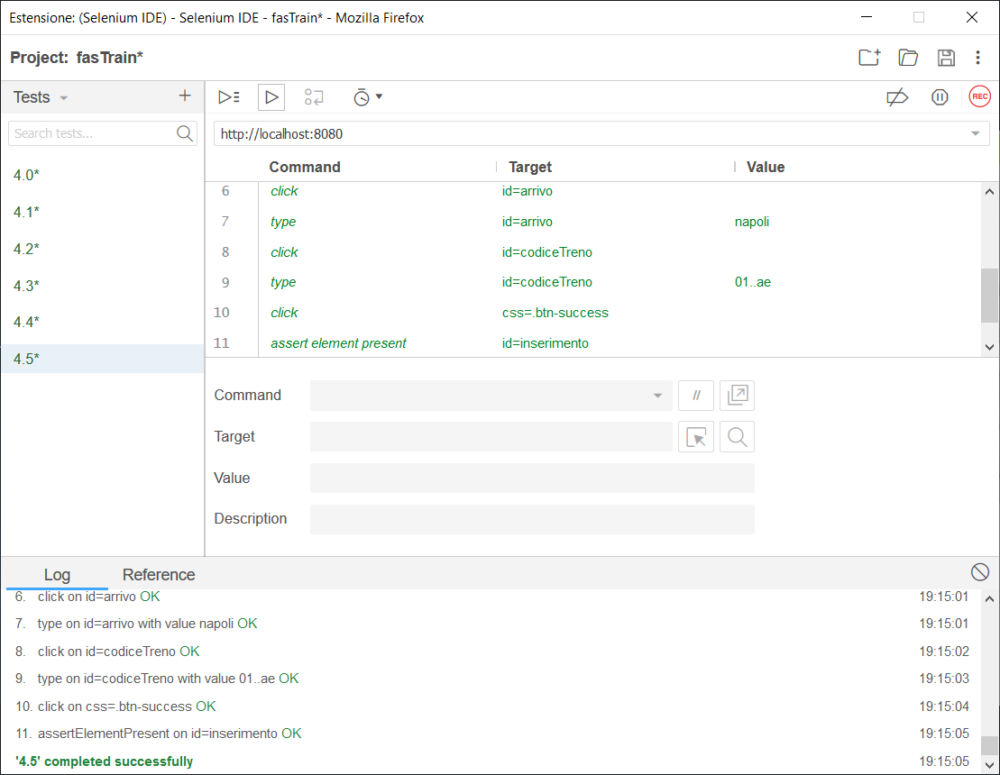 Estensione: (Selenium IDE) - Selenium IDE - fasTrain* - Mozilla Firefox
Project: fasTrain*
Tests
Search tests...
4.0*
4.1*
4.2*
4.3*
4.4*
4.5*
REC
http://localhost:8080
Command Target Value
6 click id=arrivo
7 type id=arrivo napoli
8 click id=codiceTreno
9 type id=codiceTreno 01..ae
10 click css=.btn-success
11 assert element present id=inserimento
Command //
Target
Value
Description
Log Reference
6. click on id=arrivo OK 19:15:01
7. type on id=arrivo with value napoli OK 19:15:01
8. click on id=codiceTreno OK 19:15:02
9. type on id=codiceTreno with value 01..ae OK 19:15:03
10. click on css=.btn-success OK 19:15:04
11. assertElementPresent on id=inserimento OK 19:15:05
'4.5' completed successfully 19:15:05